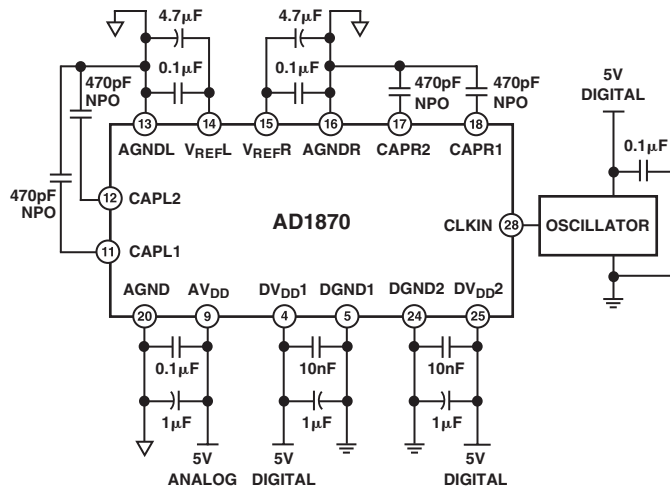 4.7µF
4.7µF
0.1µF
0.1µF
470pF
NPO
470pF
NPO
470pF
NPO
5V
DIGITAL
0.1µF
13
14
15
16
17
18
AGNDL
VREFL
VREFR
AGNDR
CAPR2
CAPR1
470pF
NPO
12
CAPL2
AD1870
CLKIN
28
OSCILLATOR
11
CAPL1
AGND
AVDD
DVDD1
DGND1
DGND2
DVDD2
20
9
4
5
24
25
0.1µF
10nF
10nF
1µF
1µF
1µF
5V
ANALOG
5V
DIGITAL
5V
DIGITAL